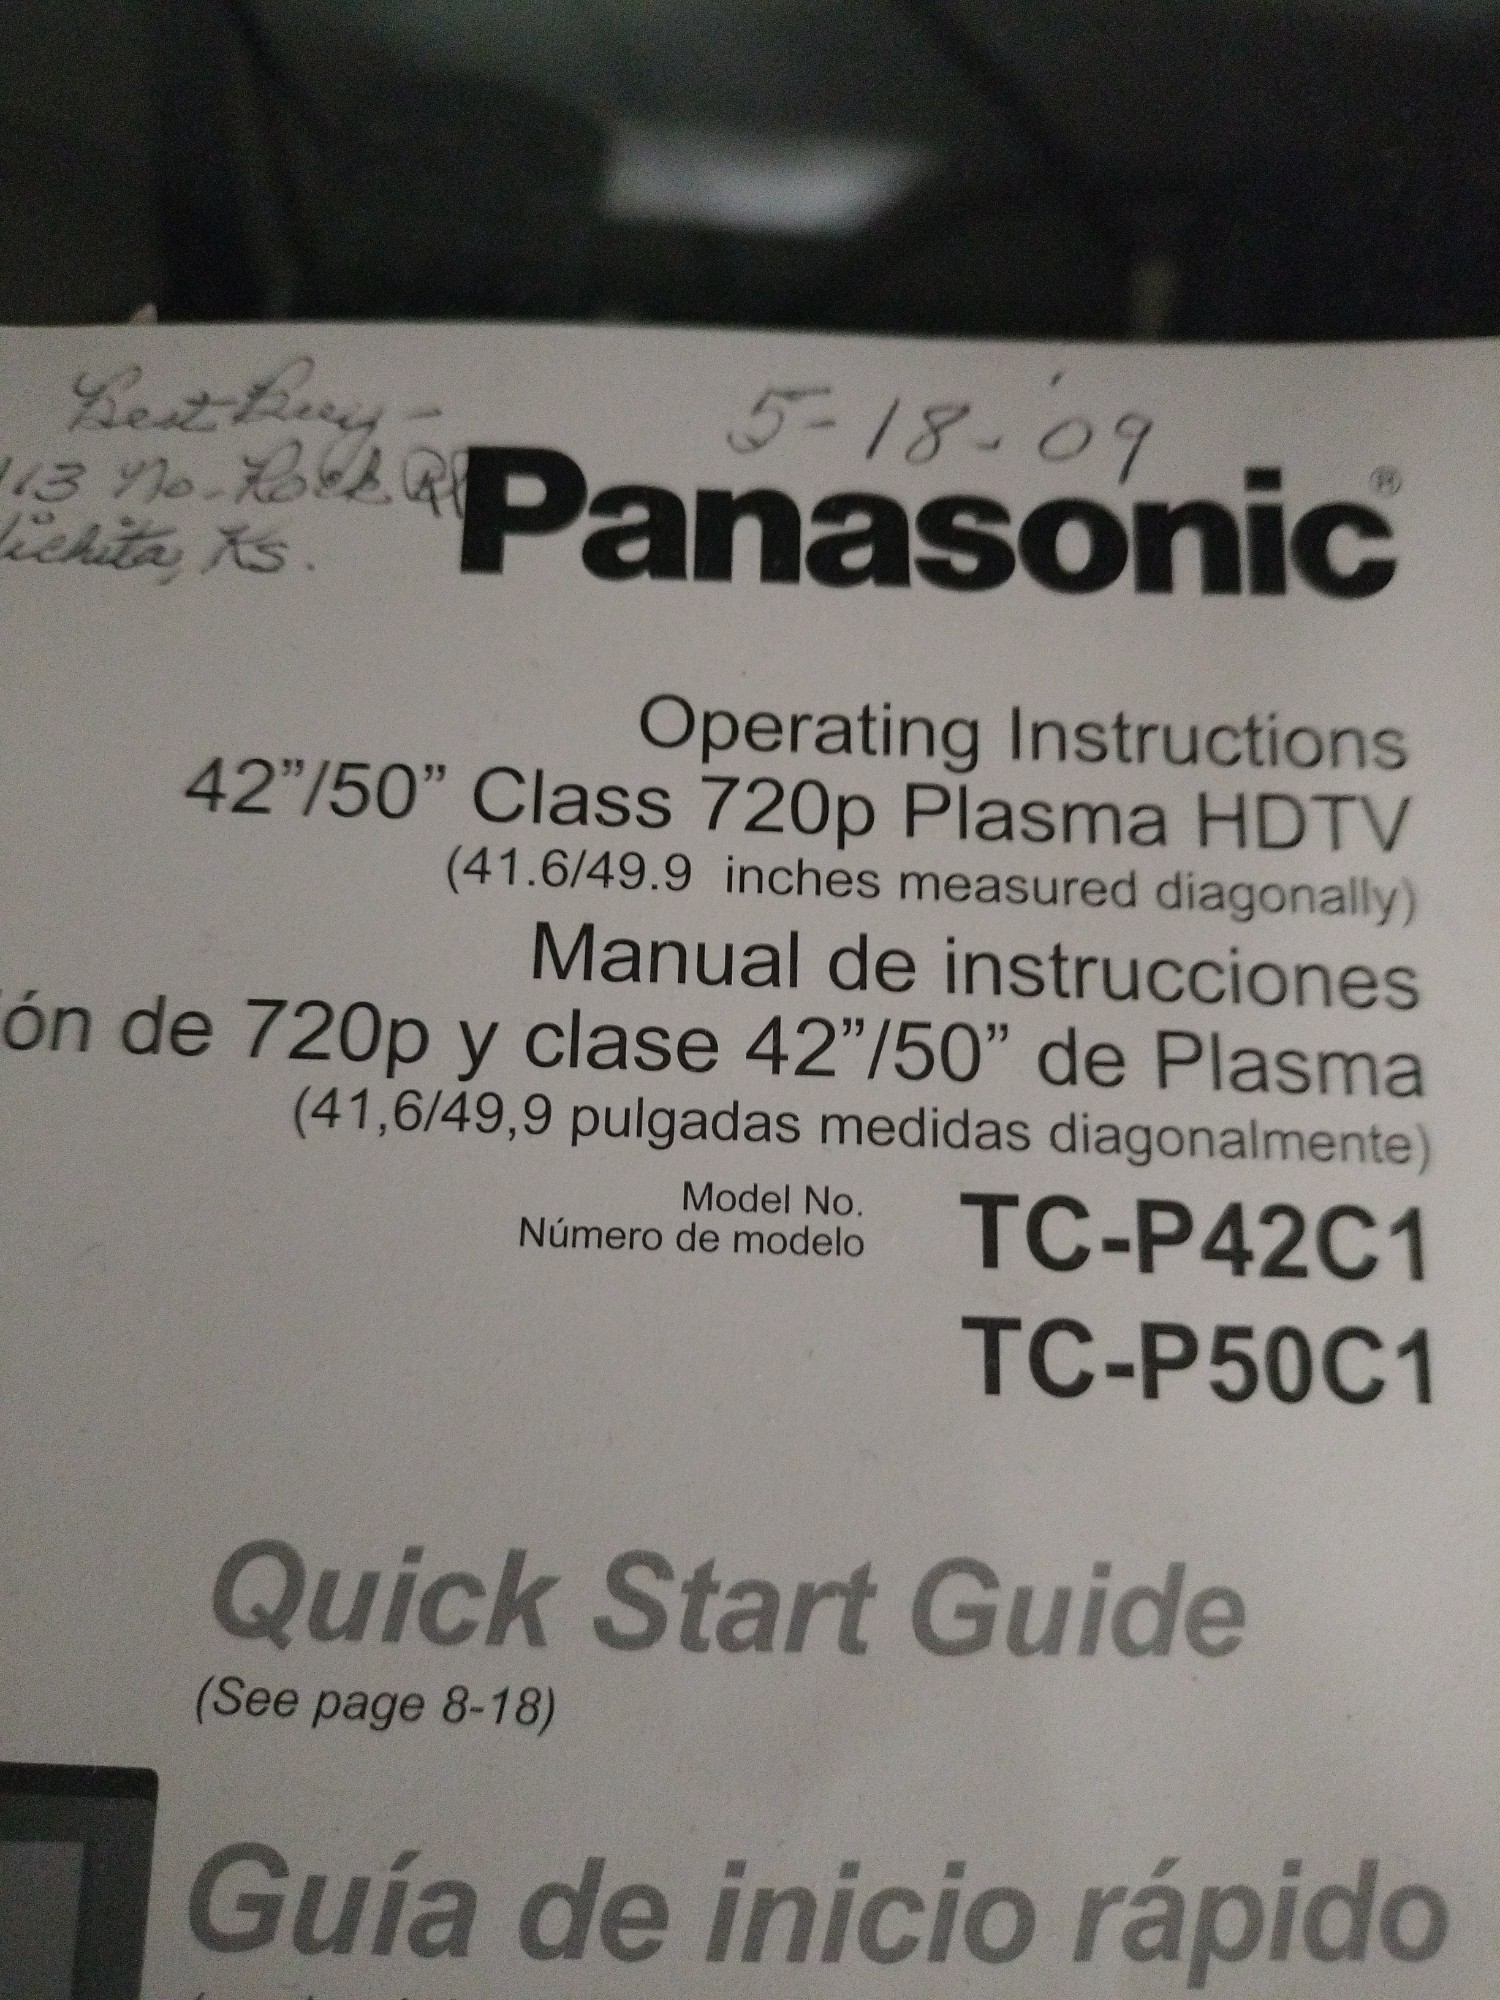 Best Buy -
5-18-'09
113 No. Rock Rd
Wichita, Ks.
Panasonic®
Operating Instructions
42”/50” Class 720p Plasma HDTV
(41.6/49.9 inches measured diagonally)
Manual de instrucciones
ón de 720p y clase 42”/50” de Plasma
(41,6/49,9 pulgadas medidas diagonalmente)
Model No.
Número de modelo
TC-P42C1
TC-P50C1
Quick Start Guide
(See page 8-18)
Guía de inicio rápido